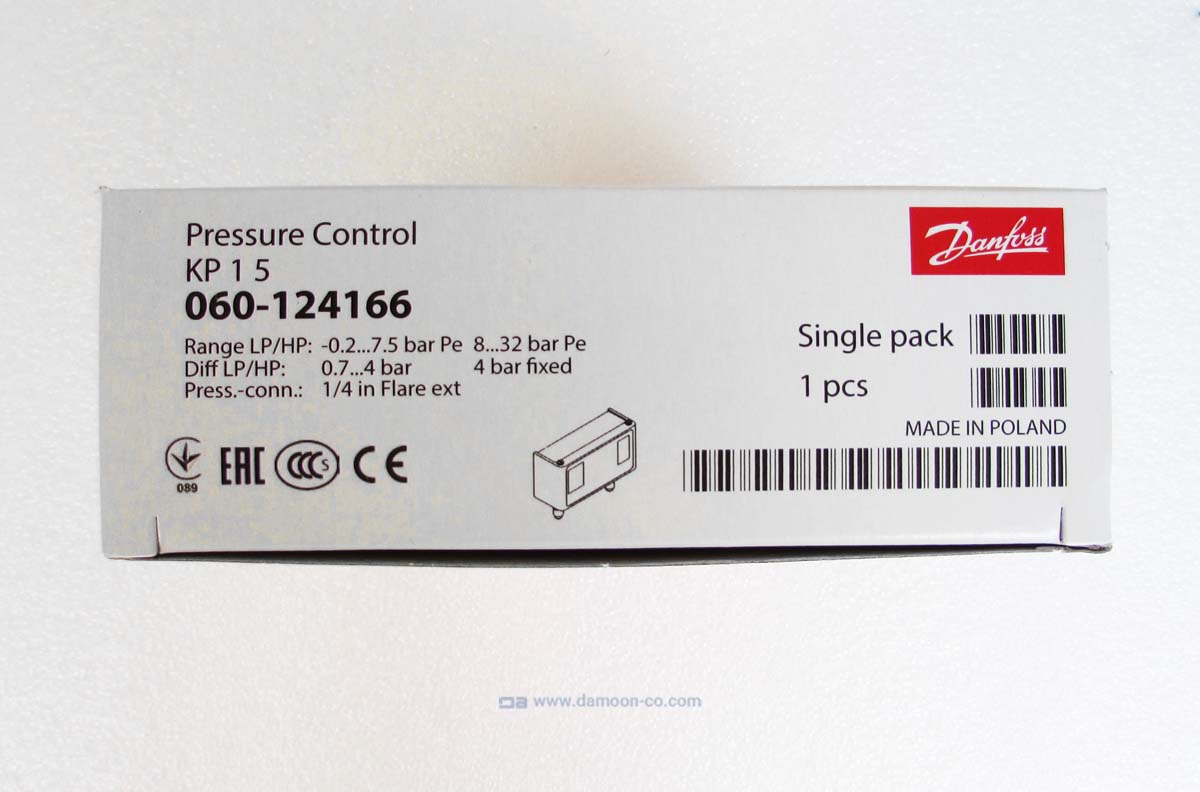 Pressure Control
KP 1 5
060-124166
Range LP/HP: -0.2...7.5 bar Pe 8...32 bar Pe
Diff LP/HP: 0.7...4 bar 4 bar fixed
Press.-conn.: 1/4 in Flare ext
Danfoss
Single pack
1 pcs
MADE IN POLAND
089
EAC
CCC S
CE
www.damoon-co.com